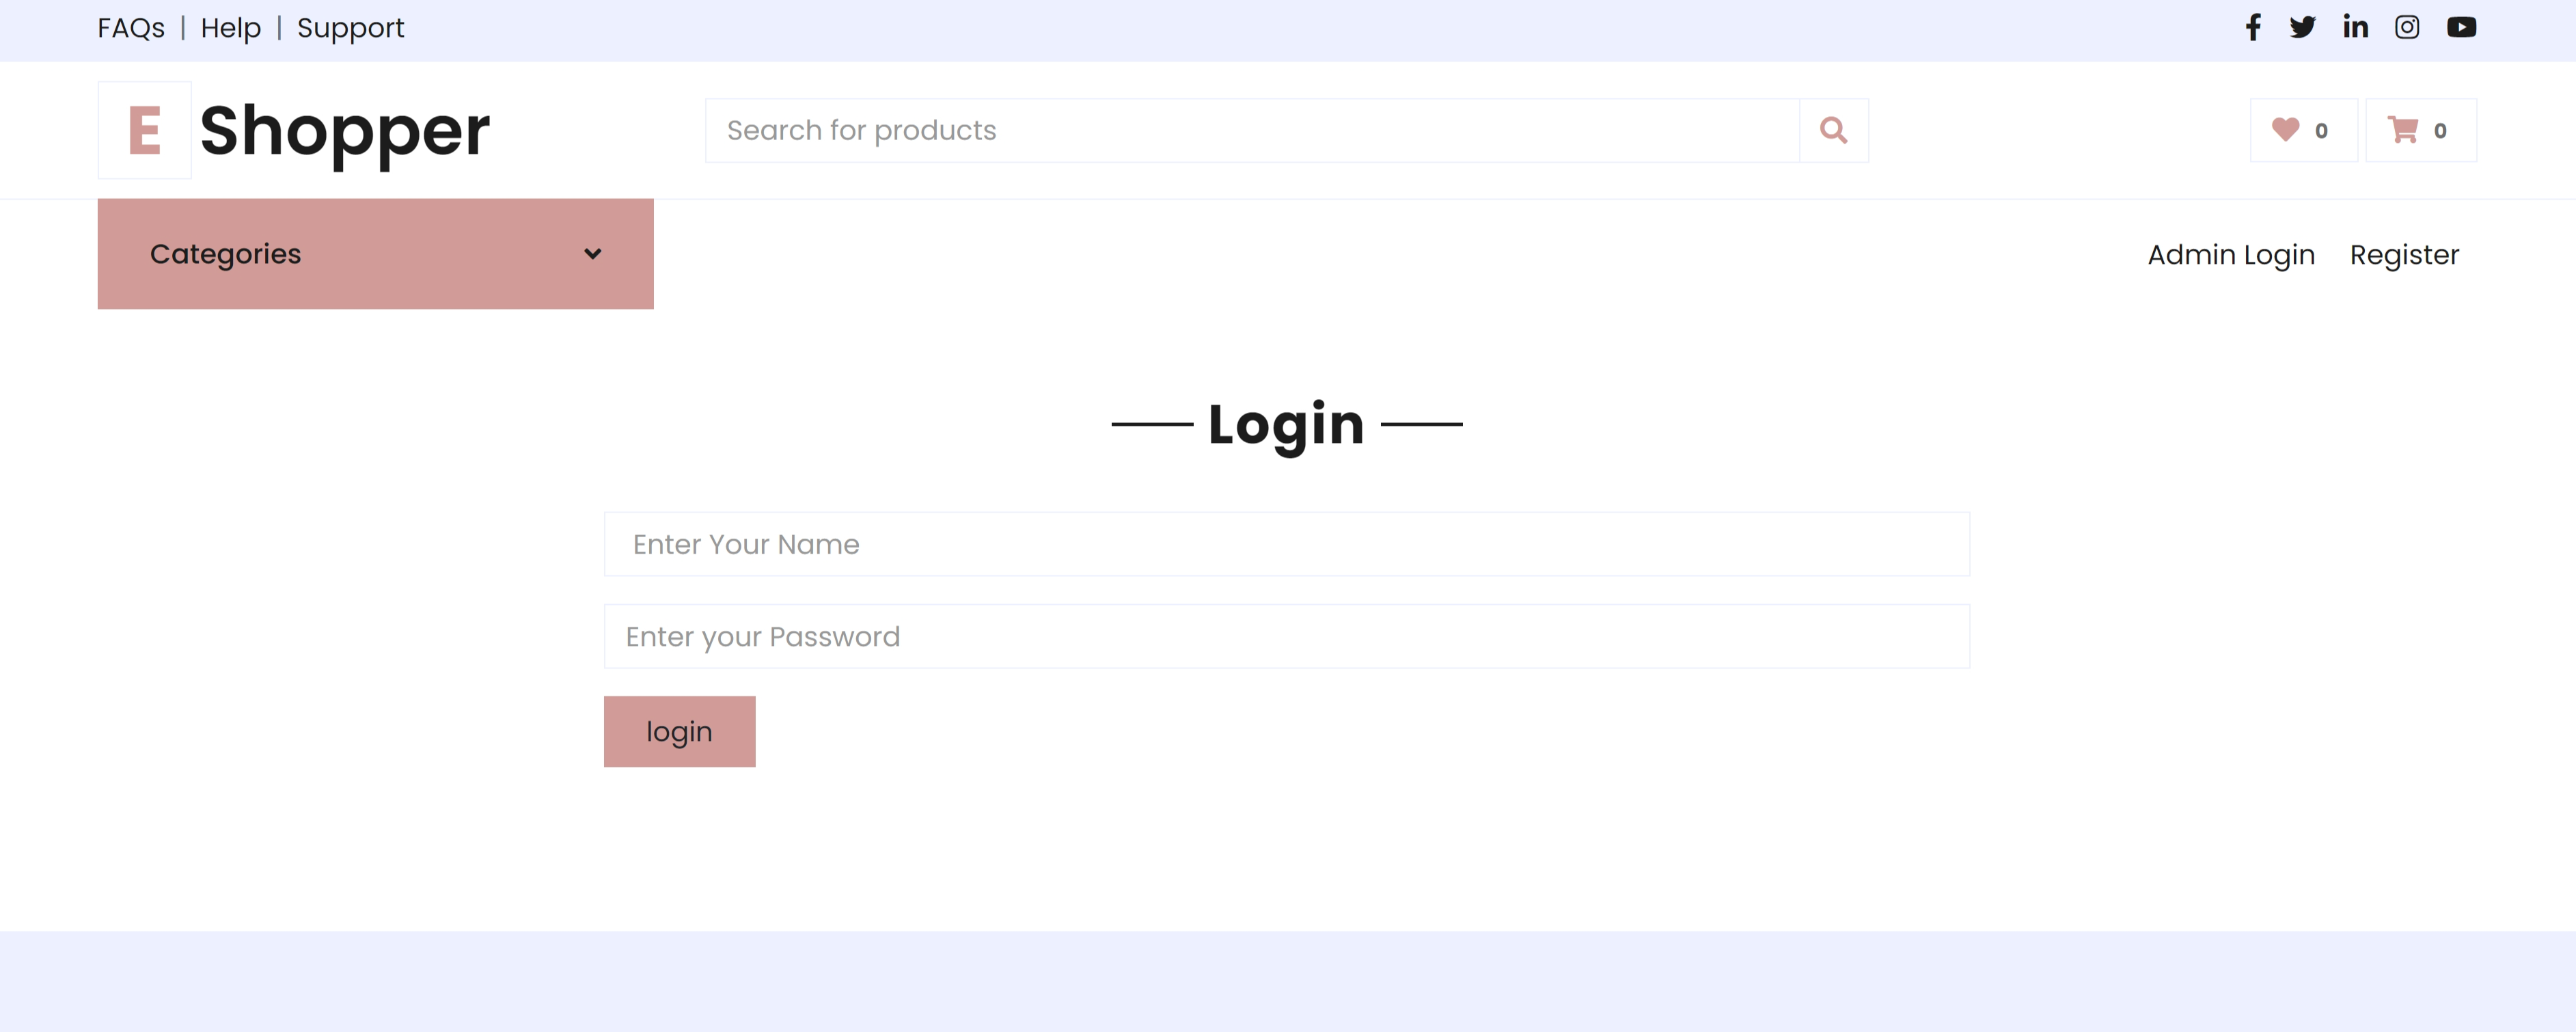 FAQs | Help | Support
E Shopper
Search for products
0
0
Categories
Admin Login Register
Login
Enter Your Name
Enter your Password
login